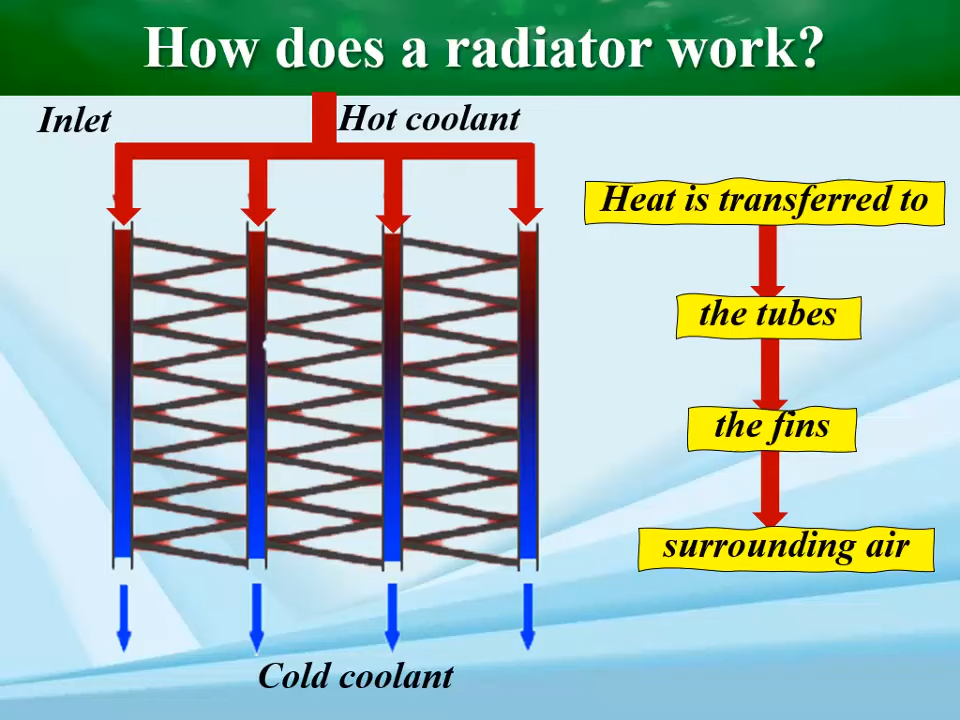 How does a radiator work?
Inlet
Hot coolant
Heat is transferred to
the tubes
the fins
surrounding air
Cold coolant